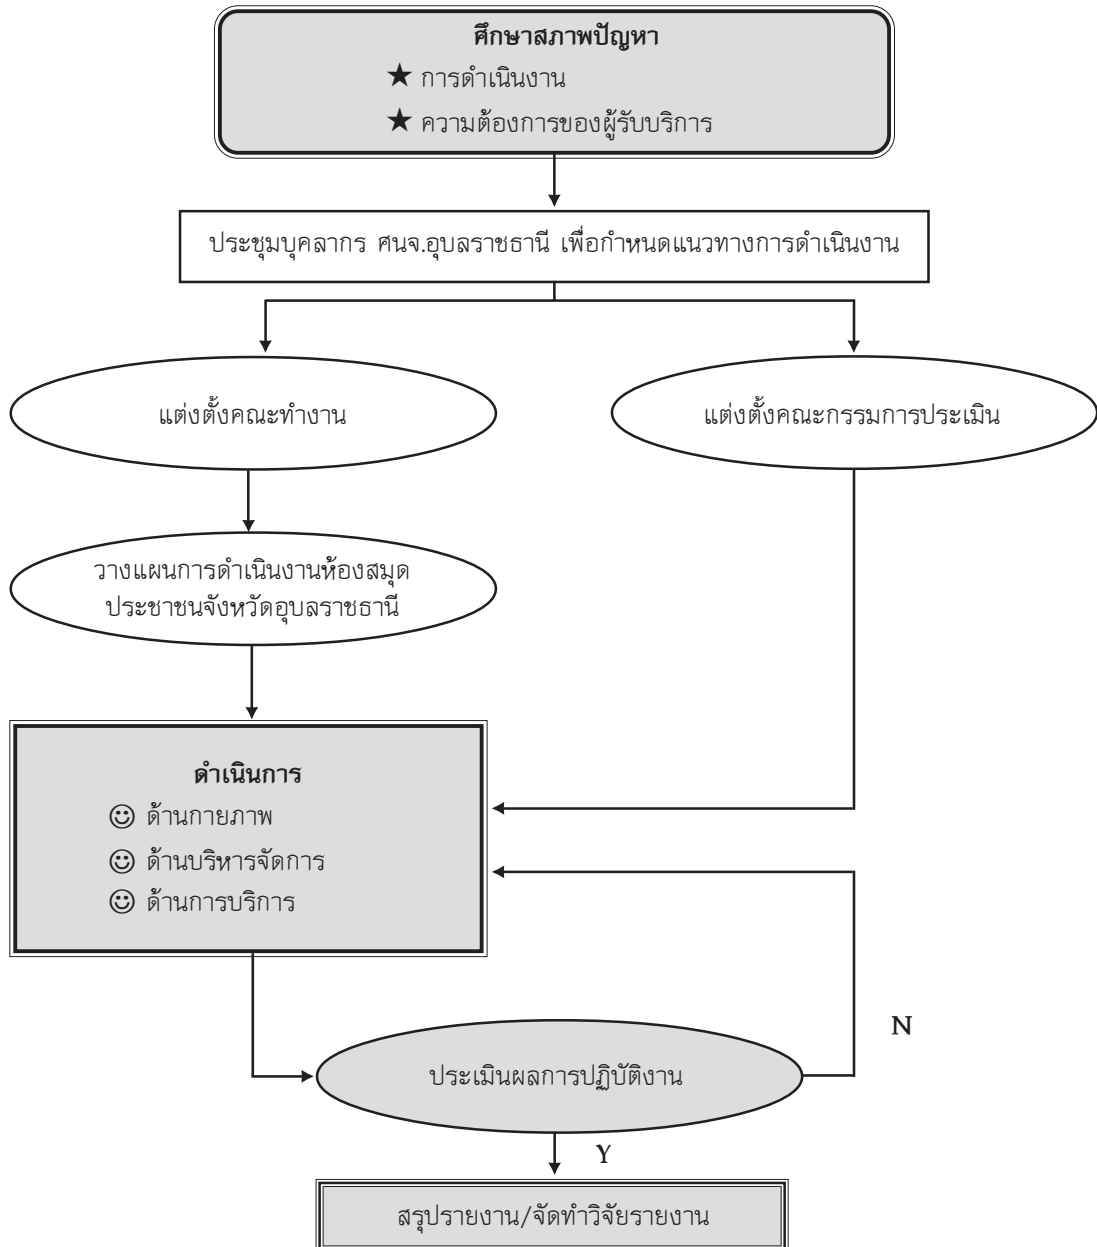 ศึกษาสภาพปัญหา
★ การดำเนินงาน
★ ความต้องการของผู้รับบริการ
ประชุมบุคลากร ศนจ.อุบลราชธานี เพื่อกำหนดแนวทางการดำเนินงาน
แต่งตั้งคณะทำงาน
แต่งตั้งคณะกรรมการประเมิน
วางแผนการดำเนินงานห้องสมุด
ประชาชนจังหวัดอุบลราชธานี
ดำเนินการ
☺ ด้านกายภาพ
☺ ด้านบริหารจัดการ
☺ ด้านการบริการ
N
ประเมินผลการปฏิบัติงาน
Y
สรุปรายงาน/จัดทำวิจัยรายงาน